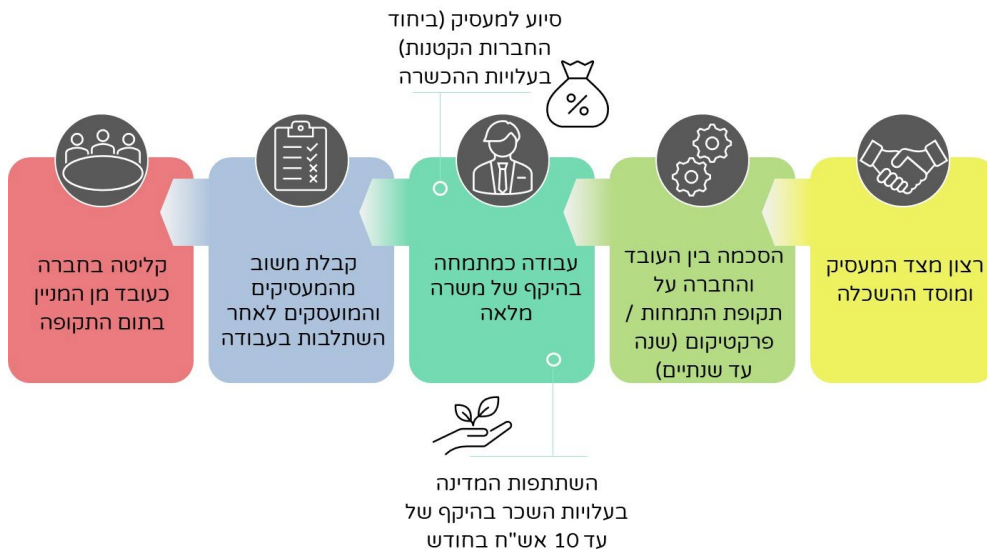 סיוע למעסיק (ביחוד
החברות הקטנות)
בעלויות ההכשרה
%
רצון מצד המעסיק
ומוסד ההשכלה
הסכמה בין העובד
והחברה על
תקופת התמחות /
פרקטיקום (שנה
עד שנתיים)
עבודה כמתמחה
בהיקף של משרה
מלאה
קבלת משוב
מהמעסיקים
והמועסקים לאחר
השתלבות בעבודה
קליטה בחברה
כעובד מן המניין
בתום התקופה
השתתפות המדינה
בעלויות השכר בהיקף של
עד 10 אש"ח בחודש